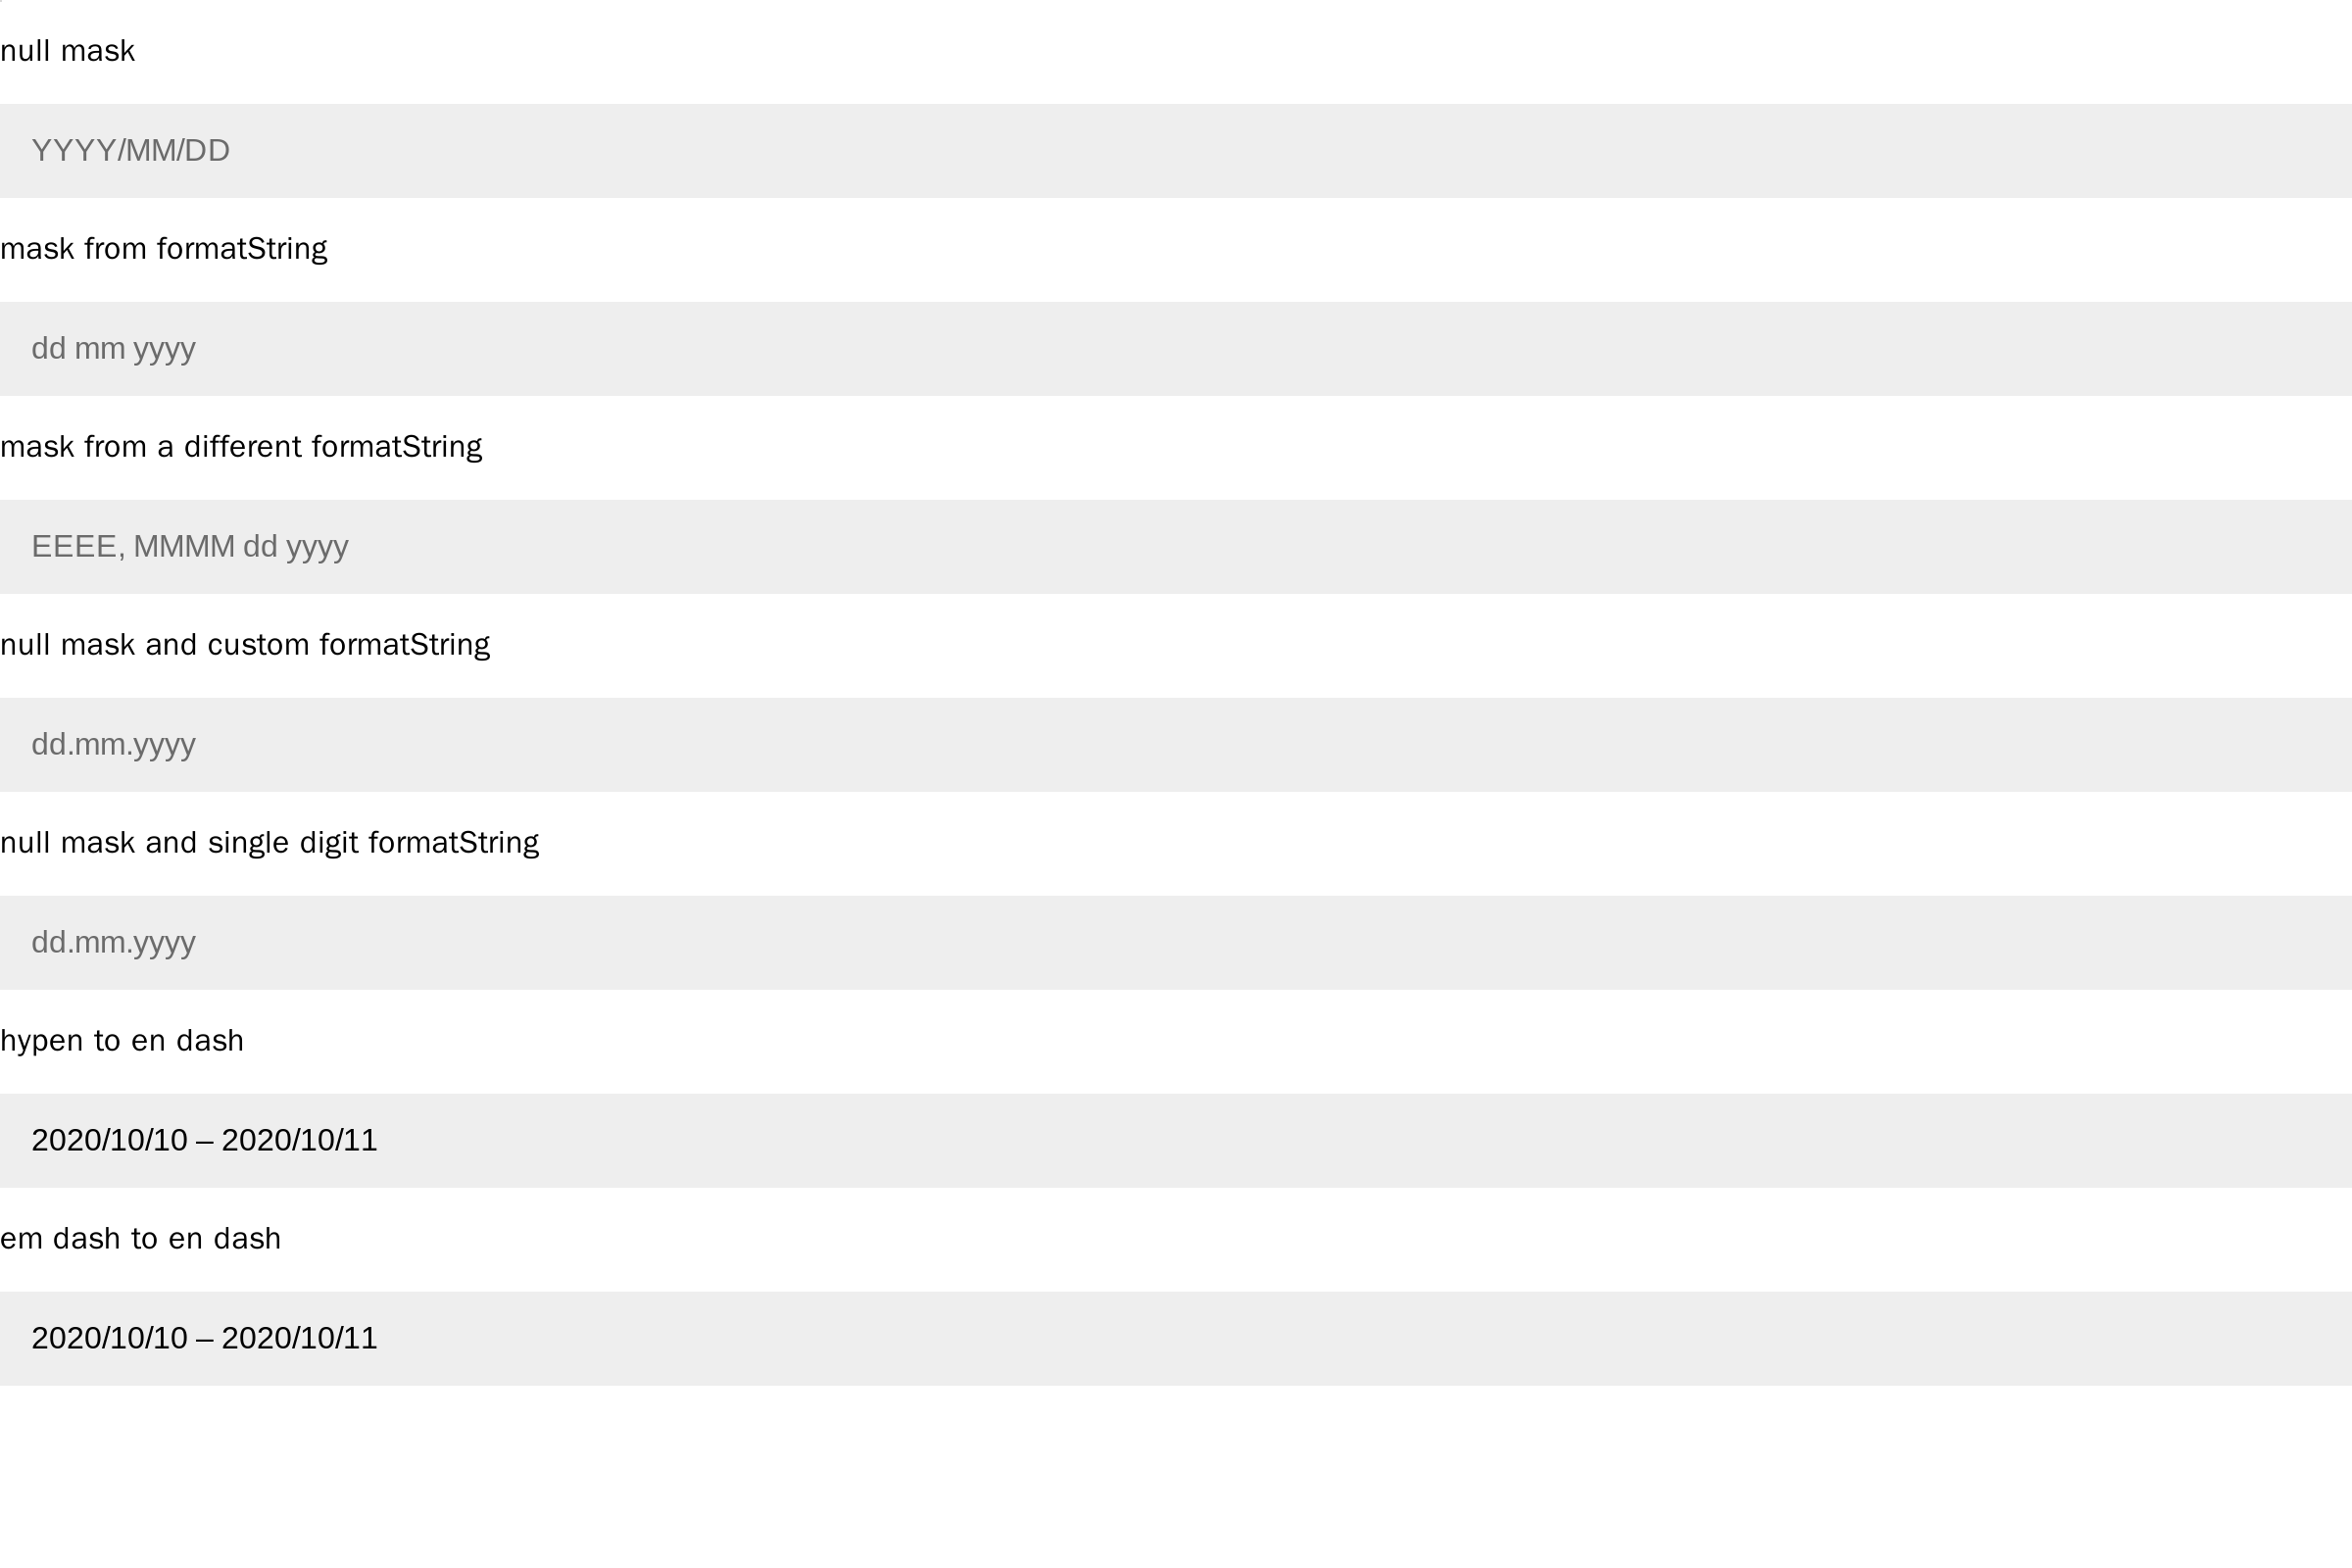 null mask
YYYY/MM/DD
mask from formatString
dd mm yyyy
mask from a different formatString
EEEE, MMMM dd yyyy
null mask and custom formatString
dd.mm.yyyy
null mask and single digit formatString
dd.mm.yyyy
hypen to en dash
2020/10/10 – 2020/10/11
em dash to en dash
2020/10/10 – 2020/10/11